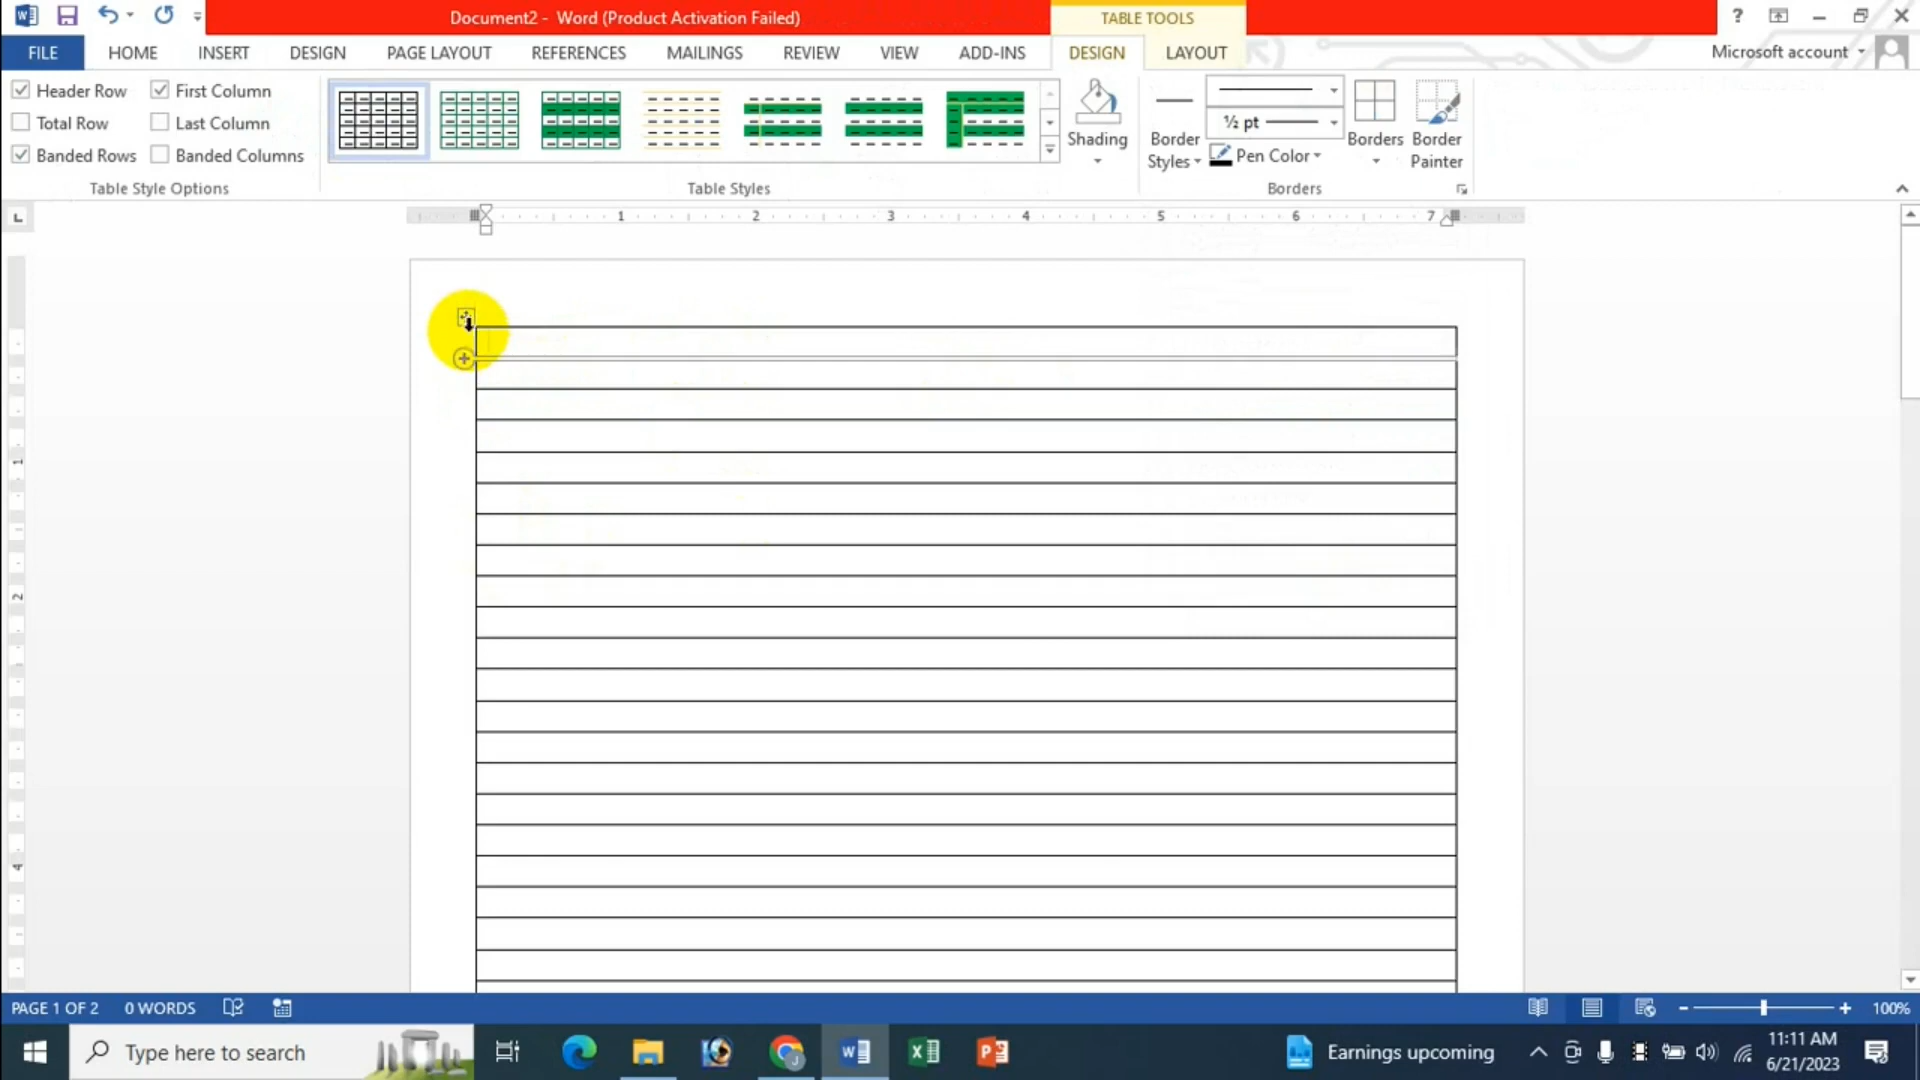 Document2 - Word (Product Activation Failed)
TABLE TOOLS
?
FILE HOME INSERT DESIGN PAGE LAYOUT REFERENCES MAILINGS REVIEW VIEW ADD-INS DESIGN LAYOUT Microsoft account
Header Row First Column
Total Row Last Column
Banded Rows Banded Columns
Table Style Options
Table Styles
Shading
Border Styles
½ pt
Pen Color
Borders
Border Painter
Borders
L
1 2 3 4 5 6 7
1
2
4
PAGE 1 OF 2 0 WORDS 100%
Type here to search
Earnings upcoming
11:11 AM
6/21/2023